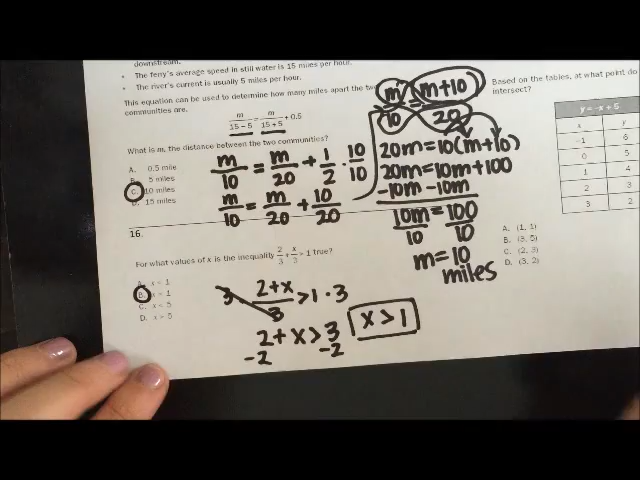 downstream.
• The ferry's average speed in still water is 15 miles per hour.
• The river's current is usually 5 miles per hour.
This equation can be used to determine how many miles apart the two
communities are.
m/(15 − 5) = m/(15 + 5) + 0.5
What is m, the distance between the two communities?
A. 0.5 mile
B. 5 miles
C. 10 miles
D. 15 miles
m/10 = m/20 + 1/2 · 10/10
m/10 = m/20 + 10/20
m/10 = (m+10)/20
20m = 10(m+10)
20m = 10m + 100
-10m -10m
10m/10 = 100/10
m = 10
miles
16.
For what values of x is the inequality 2/3 + x/3 > 1 true?
A. x < 1
B. x > 1
C. x < 5
D. x > 5
3 · (2+x)/3 > 1 · 3
2 + x > 3
-2 -2
x > 1
Based on the tables, at what point do
intersect?
y = -x + 5
x y
-1 6
0 5
1 4
2 3
3 2
A. (1, 1)
B. (3, 5)
C. (2, 3)
D. (3, 2)